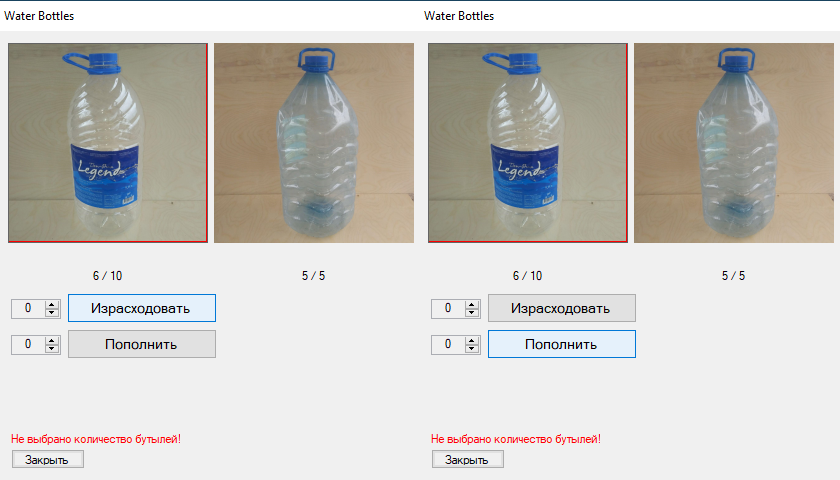 Water Bottles
Legend
6 / 10
5 / 5
0
Израсходовать
0
Пополнить
Не выбрано количество бутылей!
Закрыть
Water Bottles
Legend
6 / 10
5 / 5
0
Израсходовать
0
Пополнить
Не выбрано количество бутылей!
Закрыть